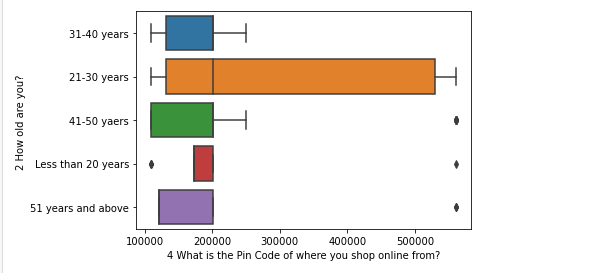 31-40 years
21-30 years
41-50 yaers
Less than 20 years
51 years and above
2 How old are you?
100000 200000 300000 400000 500000
4 What is the Pin Code of where you shop online from?